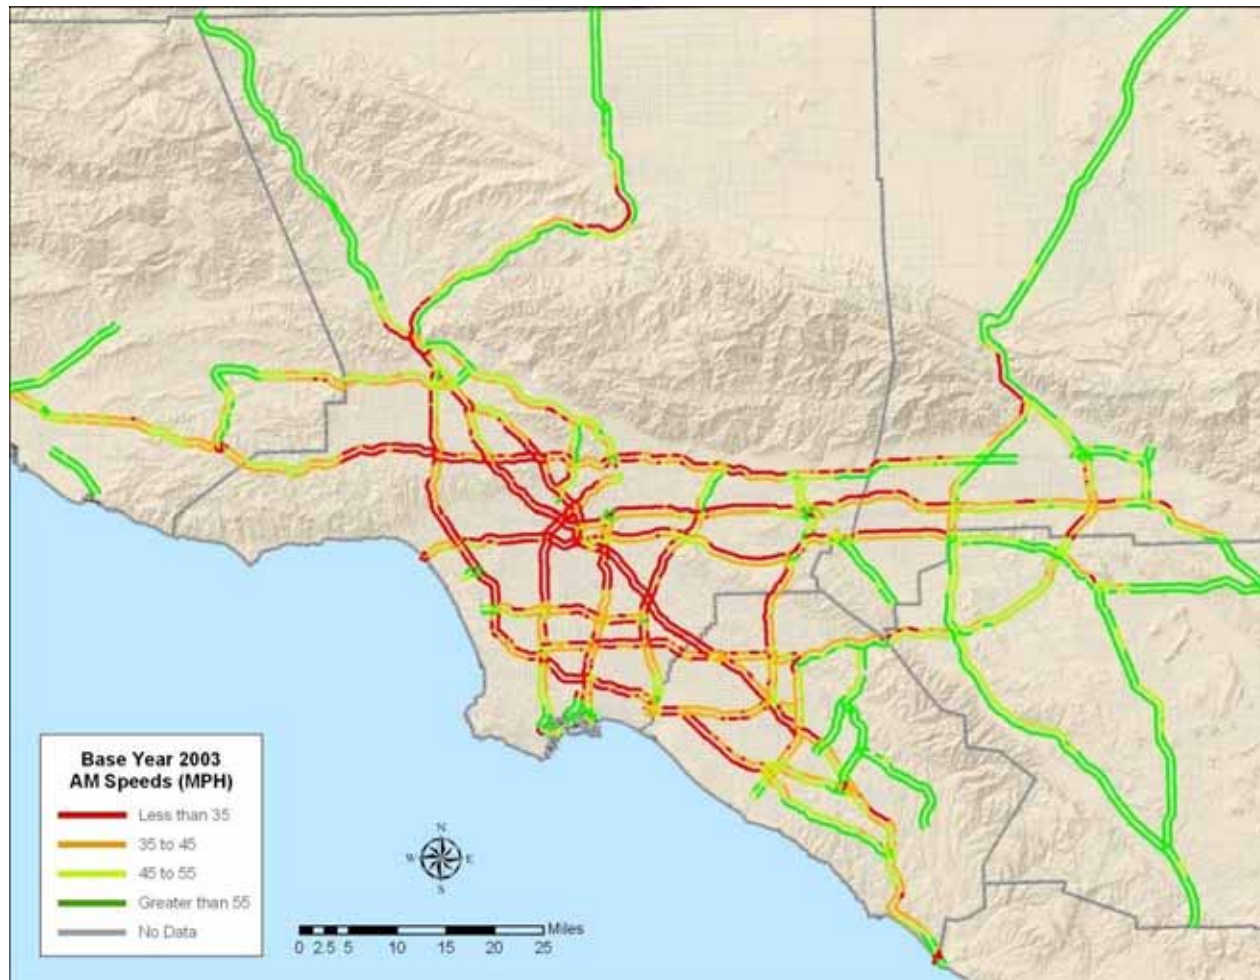 Base Year 2003
AM Speeds (MPH)
Less than 35
35 to 45
45 to 55
Greater than 55
No Data
N
W E
S
Miles
0 2.5 5 10 15 20 25